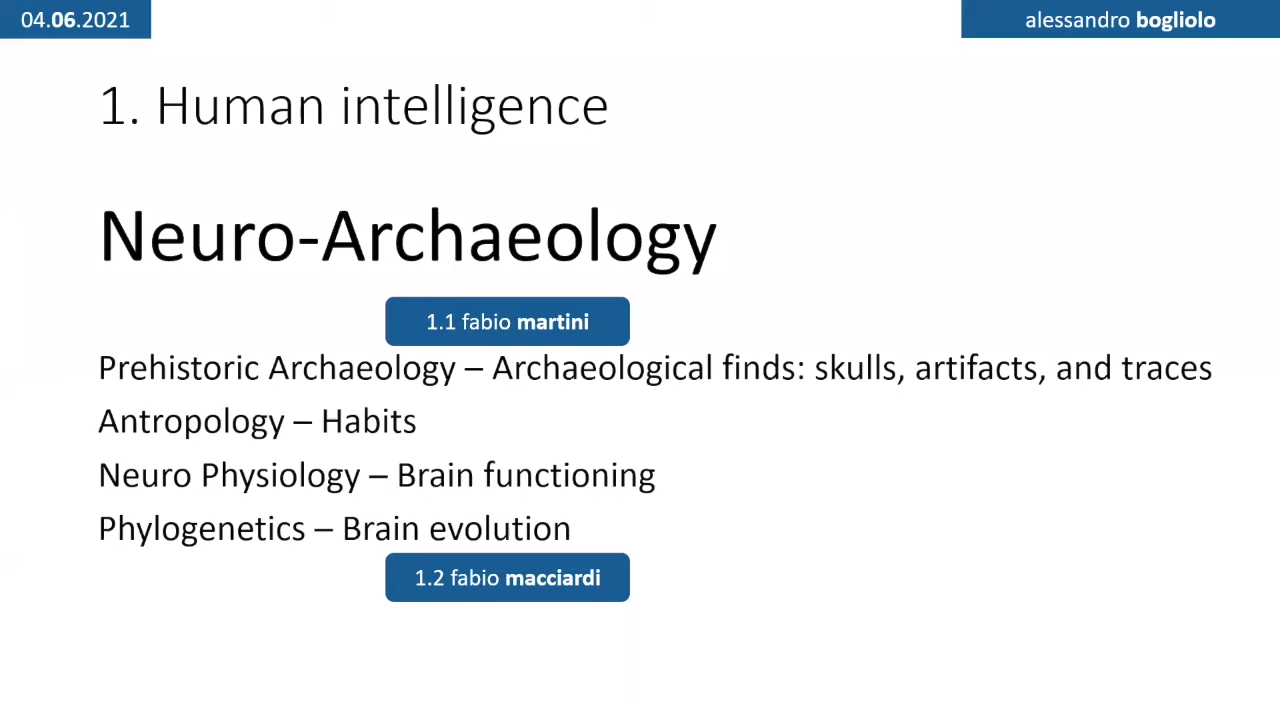 04.06.2021
alessandro bogliolo
1. Human intelligence
Neuro-Archaeology
1.1 fabio martini
Prehistoric Archaeology – Archaeological finds: skulls, artifacts, and traces
Antropology – Habits
Neuro Physiology – Brain functioning
Phylogenetics – Brain evolution
1.2 fabio macciardi